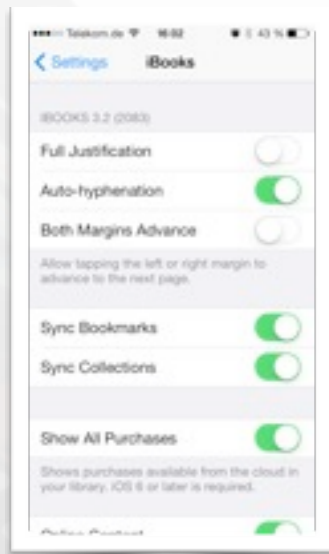 Telekom.de 16:02 43 %
Settings iBooks
IBOOKS 3.2 (2083)
Full Justification
Auto-hyphenation
Both Margins Advance
Allow tapping the left or right margin to
advance to the next page.
Sync Bookmarks
Sync Collections
Show All Purchases
Shows purchases available from the cloud in
your library. iOS 6 or later is required.
Online Content